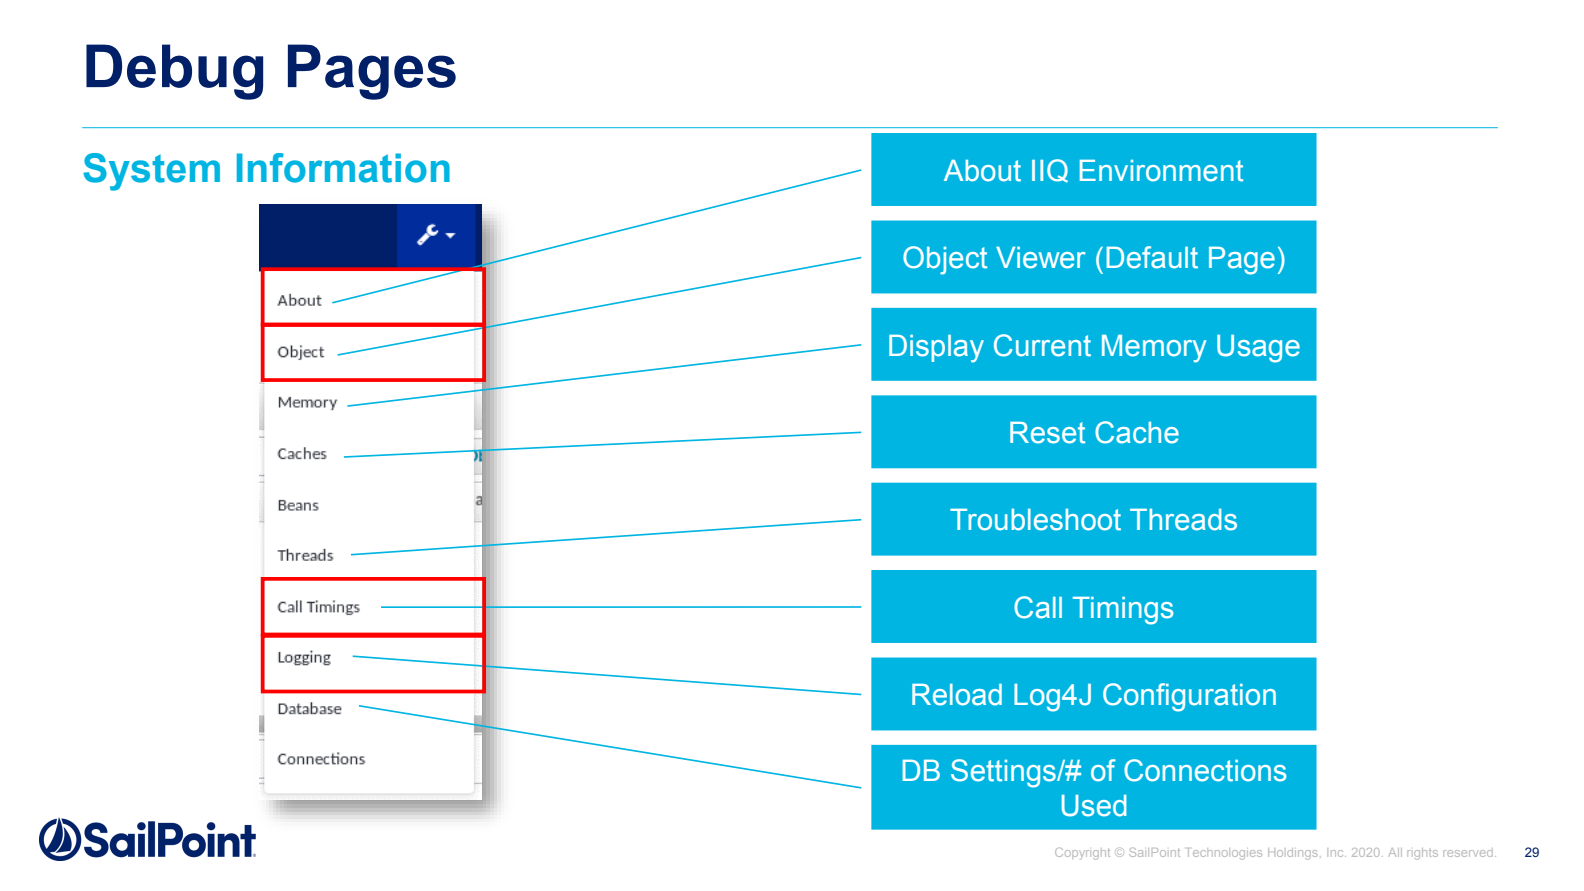 Debug Pages
System Information
About
Object
Memory
Caches
Beans
Threads
Call Timings
Logging
Database
Connections
About IIQ Environment
Object Viewer (Default Page)
Display Current Memory Usage
Reset Cache
Troubleshoot Threads
Call Timings
Reload Log4J Configuration
DB Settings/# of Connections
Used
SailPoint
Copyright © SailPoint Technologies Holdings, Inc. 2020. All rights reserved.
29